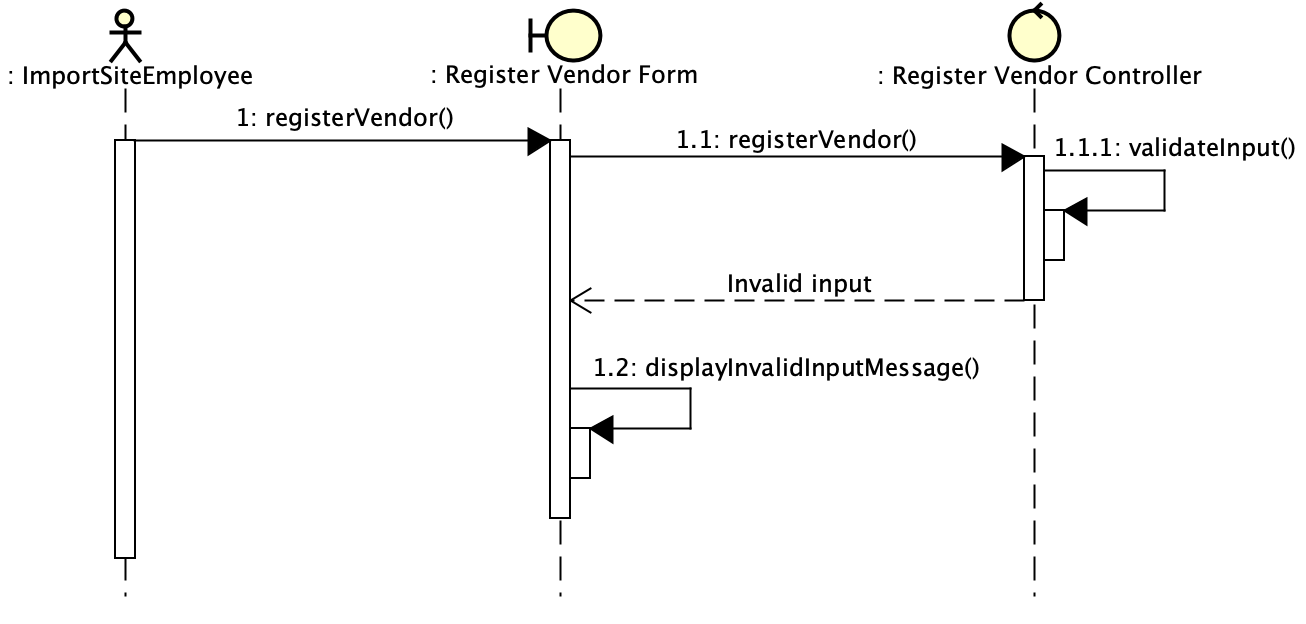 : ImportSiteEmployee
: Register Vendor Form
: Register Vendor Controller
1: registerVendor()
1.1: registerVendor()
1.1.1: validateInput()
Invalid input
1.2: displayInvalidInputMessage()